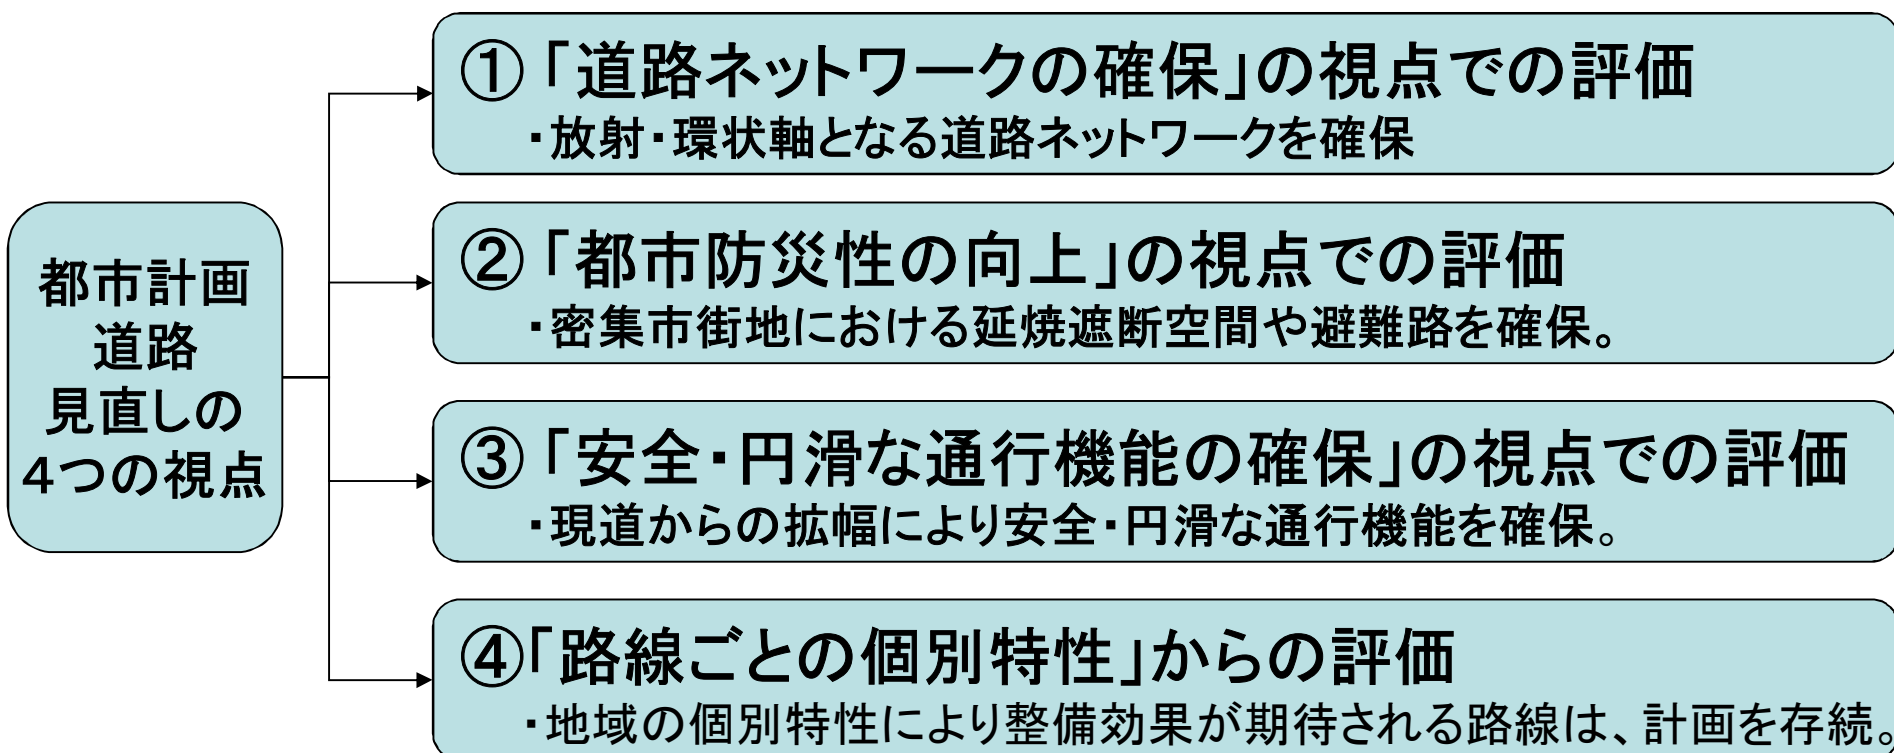 都市計画
道路
見直しの
４つの視点
①「道路ネットワークの確保」の視点での評価
・放射・環状軸となる道路ネットワークを確保
②「都市防災性の向上」の視点での評価
・密集市街地における延焼遮断空間や避難路を確保。
③「安全・円滑な通行機能の確保」の視点での評価
・現道からの拡幅により安全・円滑な通行機能を確保。
④「路線ごとの個別特性」からの評価
・地域の個別特性により整備効果が期待される路線は、計画を存続。